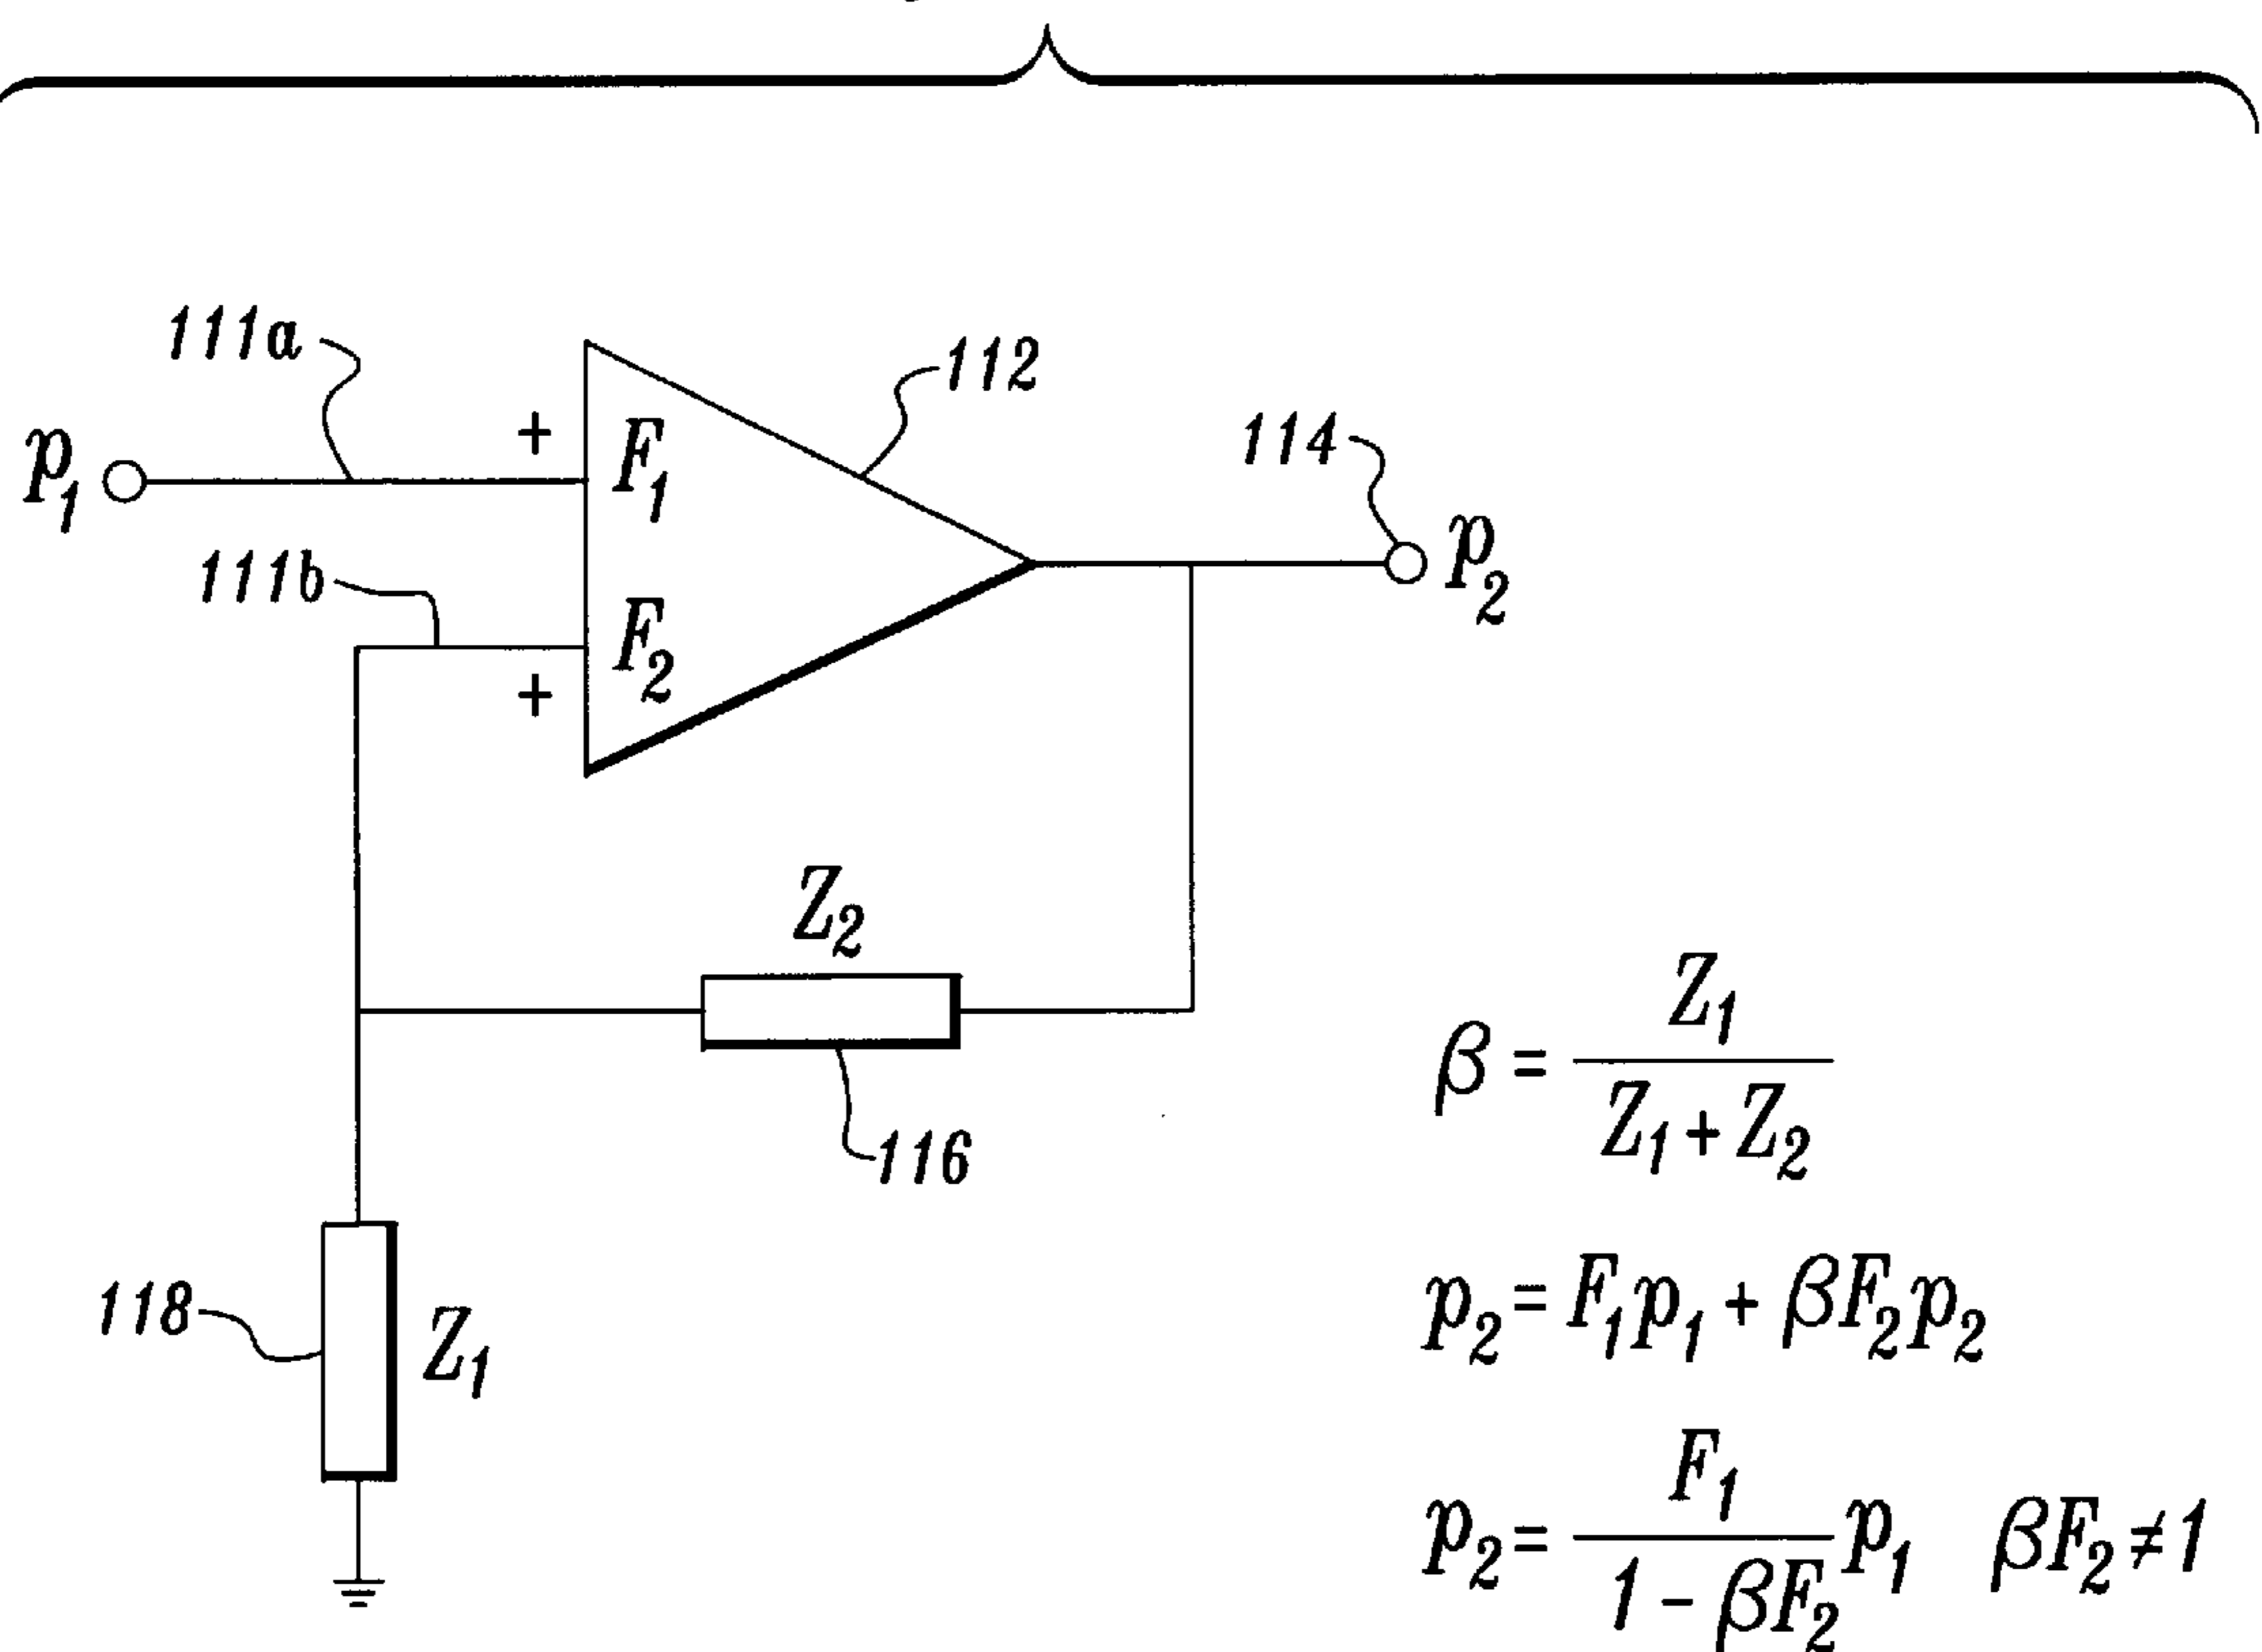 111a
112
+
F₁
114
p₁
p₂
111b
F₂
+
Z₂
β = Z₁ / (Z₁ + Z₂)
116
118
Z₁
p₂ = F₁p₁ + βF₂p₂
p₂ = F₁ / (1 - βF₂) p₁ βF₂ ≠ 1